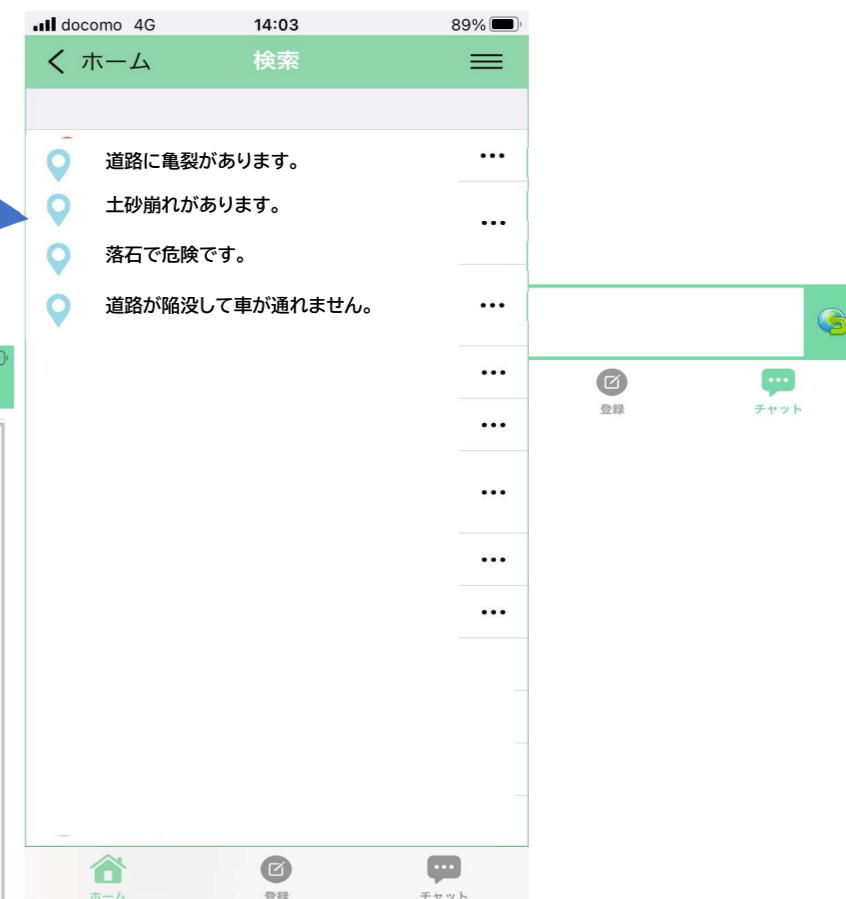 docomo 4G 14:03 89%
ホーム 検索
道路に亀裂があります。
土砂崩れがあります。
落石で危険です。
道路が陥没して車が通れません。
登録 チャット
ホーム 登録 チャット